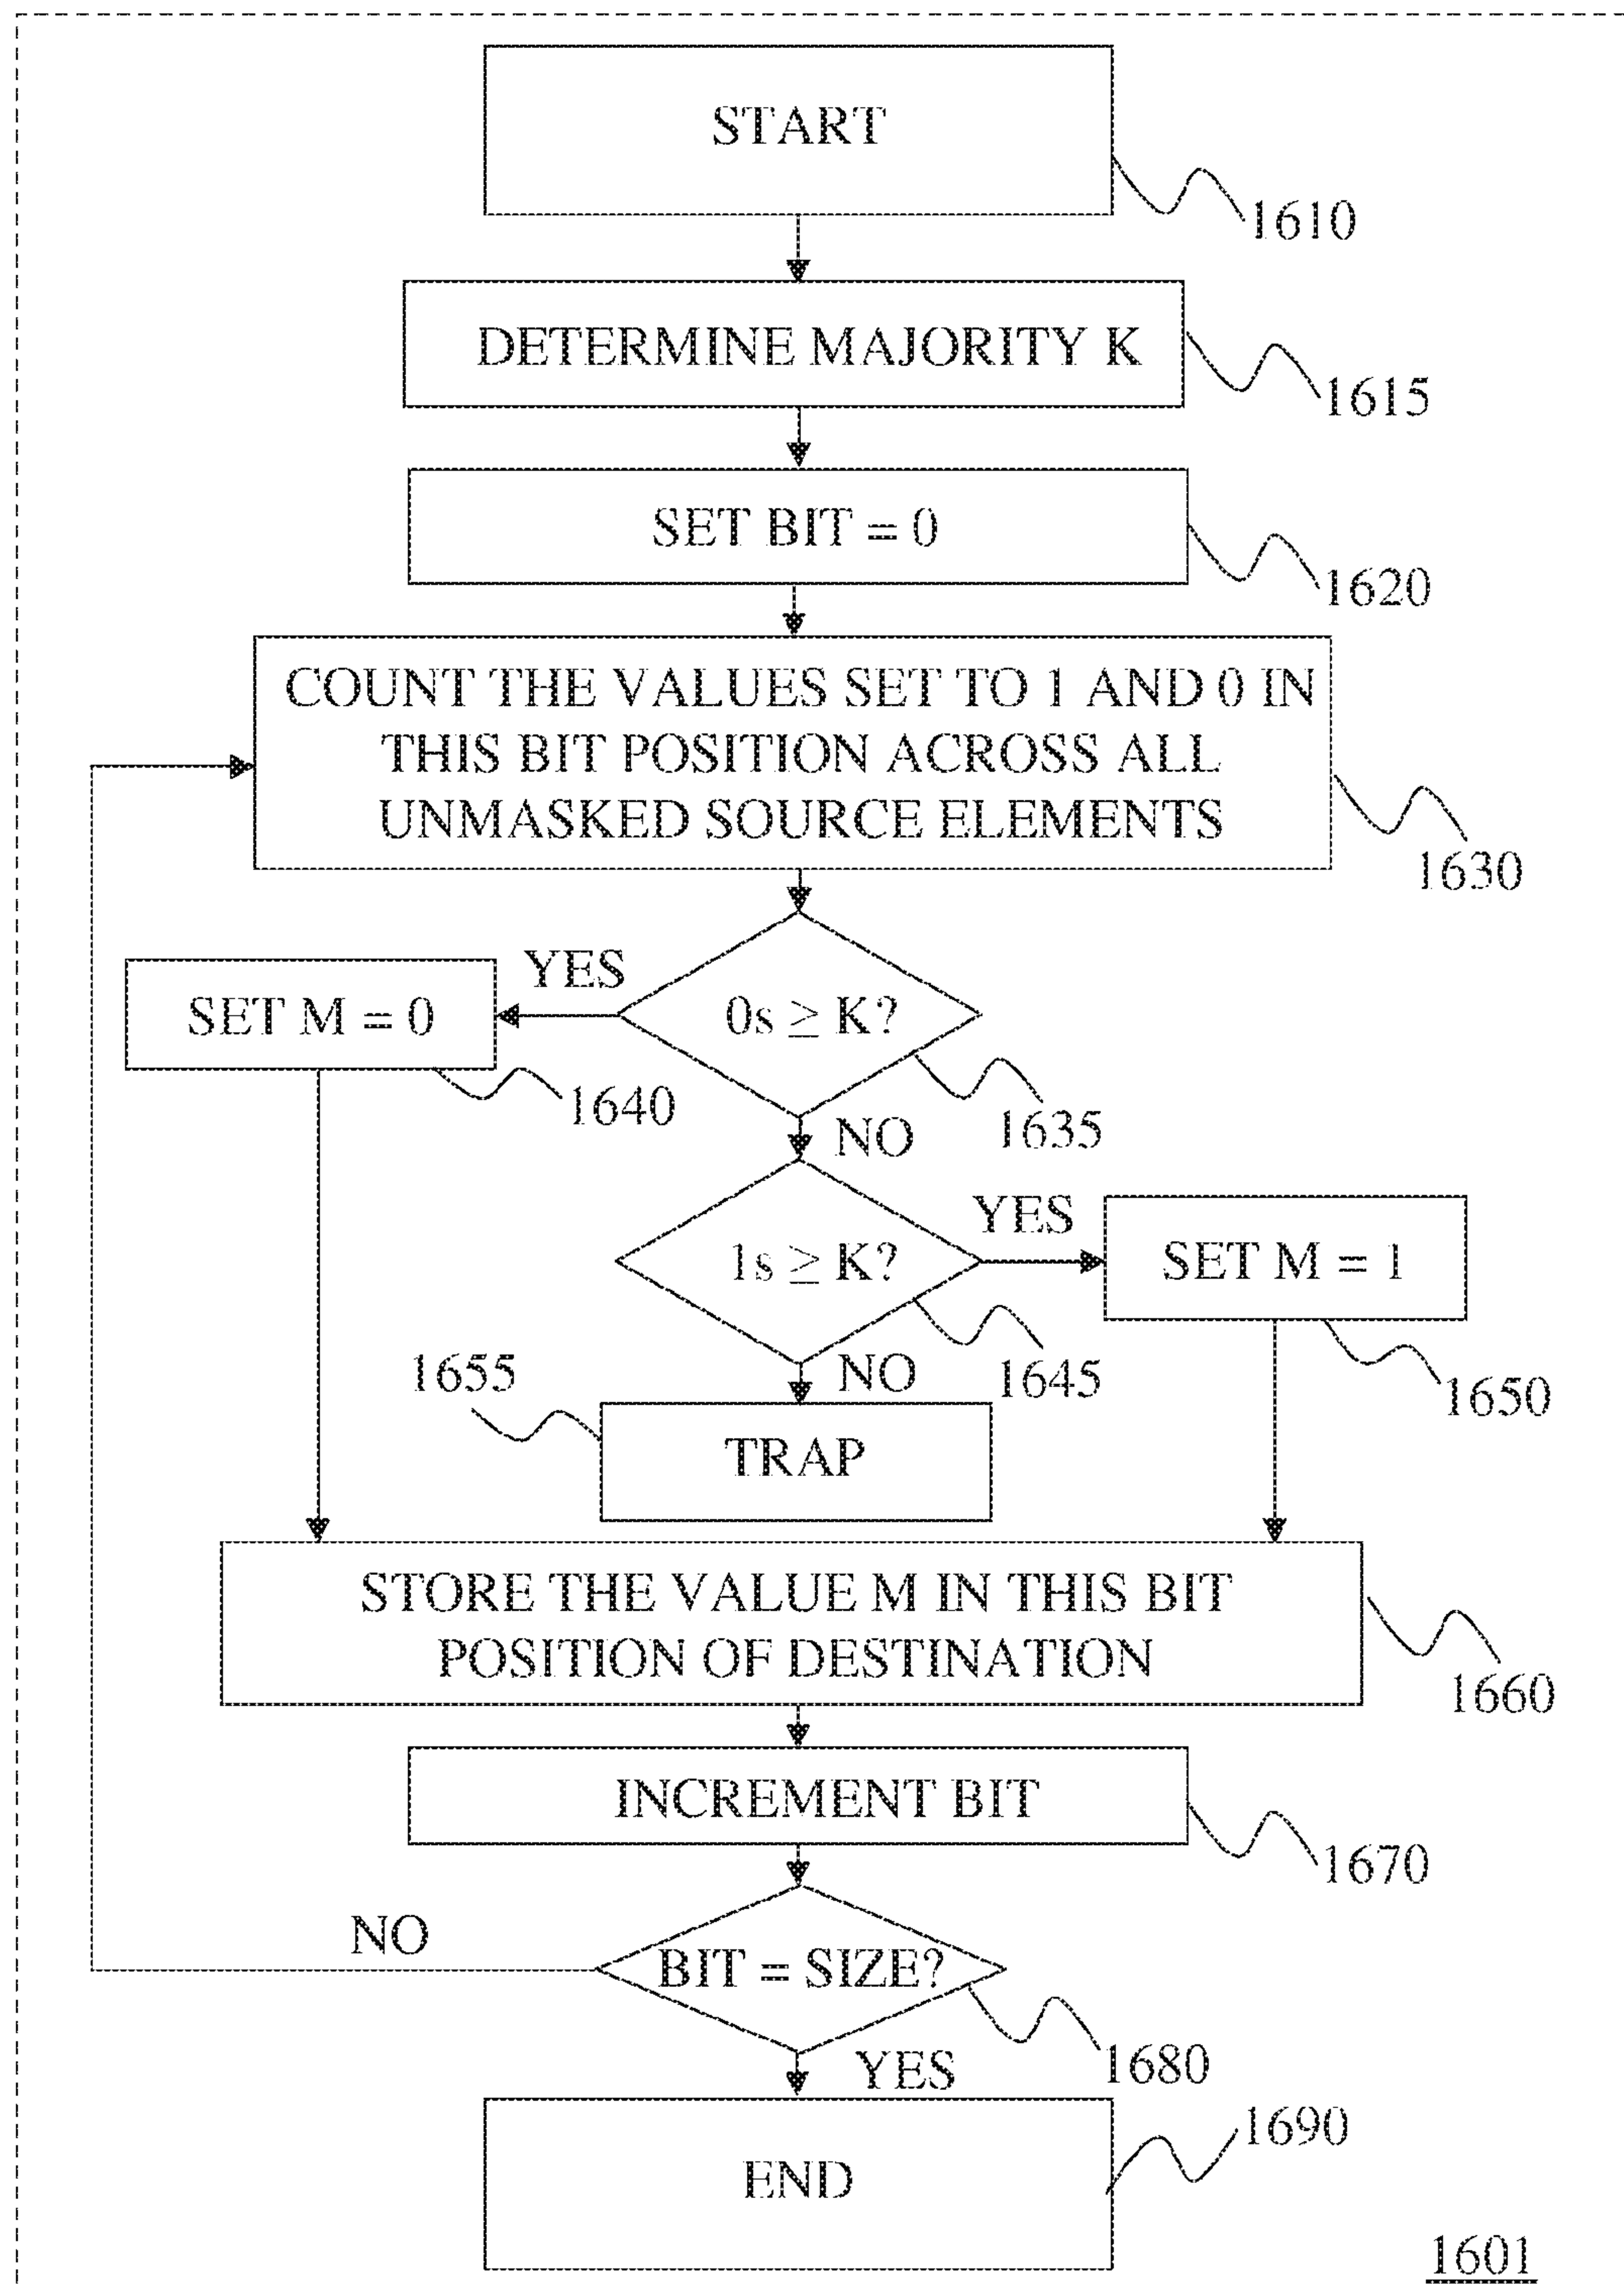 START
1610
DETERMINE MAJORITY K
1615
SET BIT = 0
1620
COUNT THE VALUES SET TO 1 AND 0 IN
THIS BIT POSITION ACROSS ALL
UNMASKED SOURCE ELEMENTS
1630
YES
SET M = 0
0s ≥ K?
1640
1635
NO
YES
1s ≥ K?
SET M = 1
1655
NO
1645
1650
TRAP
STORE THE VALUE M IN THIS BIT
POSITION OF DESTINATION
1660
INCREMENT BIT
1670
NO
BIT = SIZE?
1680
YES
1690
END
1601